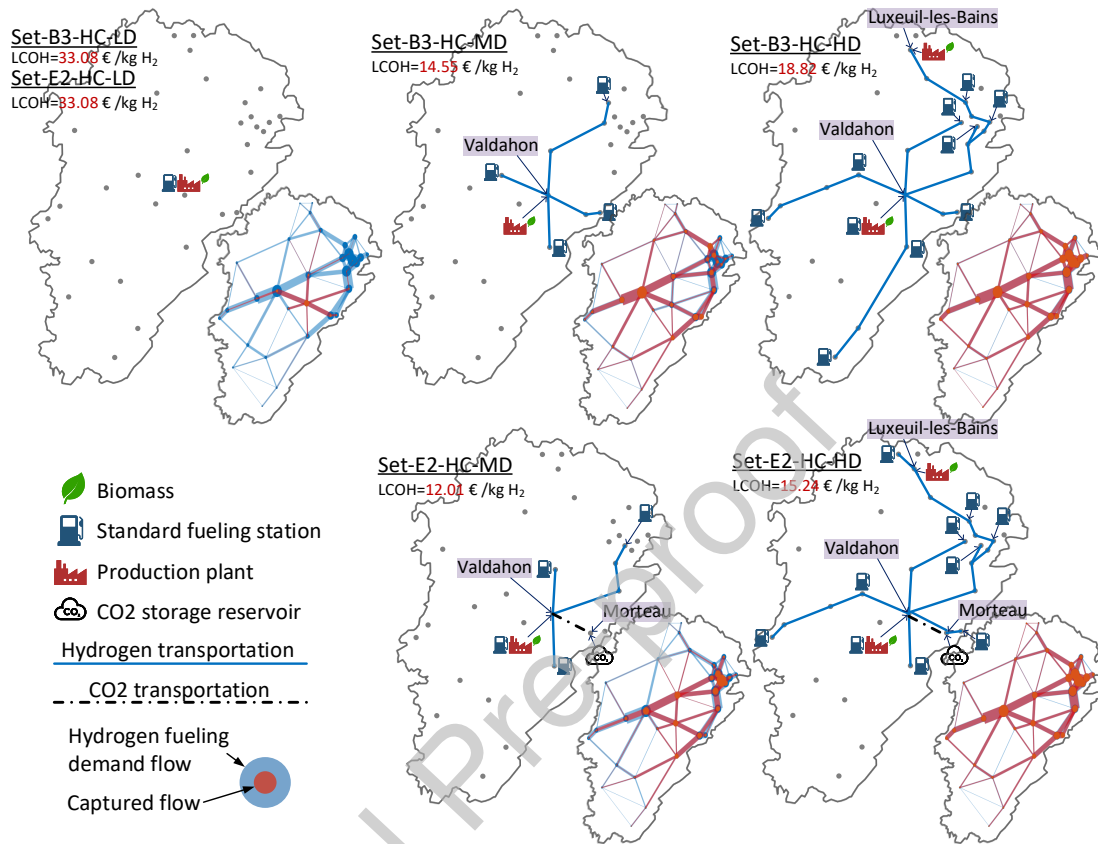 Set-B3-HC-LD
LCOH=33.08 € /kg H₂
Set-E2-HC-LD
LCOH=33.08 € /kg H₂
Set-B3-HC-MD
LCOH=14.55 € /kg H₂
Valdahon
Luxeuil-les-Bains
Set-B3-HC-HD
LCOH=18.82 € /kg H₂
Valdahon
Set-E2-HC-MD
LCOH=12.01 € /kg H₂
Valdahon
Morteau
CO₂
Luxeuil-les-Bains
Set-E2-HC-HD
LCOH=15.24 € /kg H₂
Valdahon
Morteau
CO₂
Biomass
Standard fueling station
Production plant
CO₂
CO2 storage reservoir
Hydrogen transportation
CO2 transportation
Hydrogen fueling
demand flow
Captured flow
Preproof